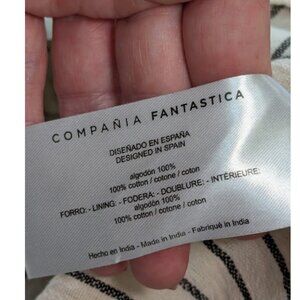 COMPAÑIA FANTASTICA
DISEÑADO EN ESPAÑA
DESIGNED IN SPAIN
algodón 100%
100% cotton / cotone / coton
FORRO: - LINING: - FODERA: - DOUBLURE: - INTÉRIEURE:
algodón 100%
100% cotton / cotone / coton
Hecho en India - Made in India - Fabriqué in India